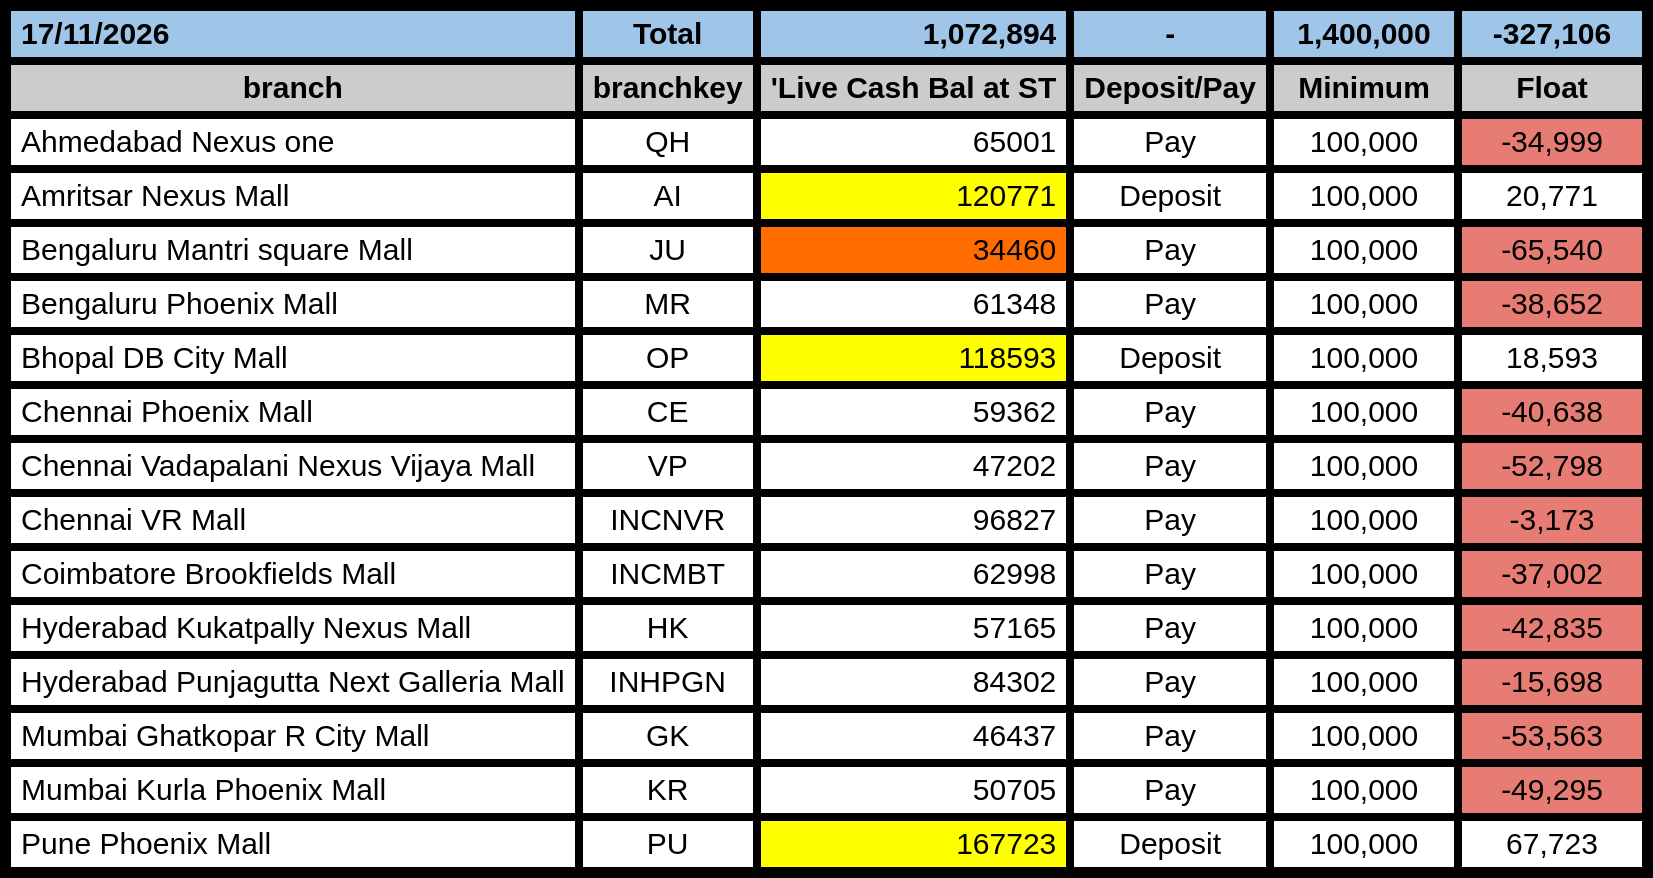 17/11/2026 Total 1,072,894 - 1,400,000 -327,106
branch branchkey 'Live Cash Bal at ST Deposit/Pay Minimum Float
Ahmedabad Nexus one QH 65001 Pay 100,000 -34,999
Amritsar Nexus Mall AI 120771 Deposit 100,000 20,771
Bengaluru Mantri square Mall JU 34460 Pay 100,000 -65,540
Bengaluru Phoenix Mall MR 61348 Pay 100,000 -38,652
Bhopal DB City Mall OP 118593 Deposit 100,000 18,593
Chennai Phoenix Mall CE 59362 Pay 100,000 -40,638
Chennai Vadapalani Nexus Vijaya Mall VP 47202 Pay 100,000 -52,798
Chennai VR Mall INCNVR 96827 Pay 100,000 -3,173
Coimbatore Brookfields Mall INCMBT 62998 Pay 100,000 -37,002
Hyderabad Kukatpally Nexus Mall HK 57165 Pay 100,000 -42,835
Hyderabad Punjagutta Next Galleria Mall INHPGN 84302 Pay 100,000 -15,698
Mumbai Ghatkopar R City Mall GK 46437 Pay 100,000 -53,563
Mumbai Kurla Phoenix Mall KR 50705 Pay 100,000 -49,295
Pune Phoenix Mall PU 167723 Deposit 100,000 67,723